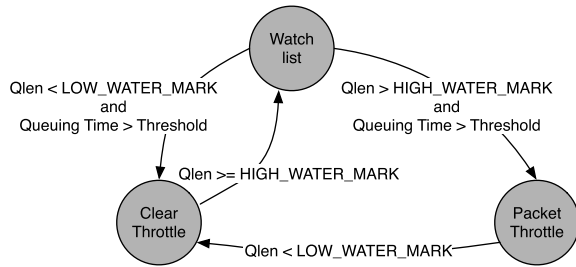 Watch
list
Qlen < LOW_WATER_MARK
and
Queuing Time > Threshold
Qlen > HIGH_WATER_MARK
and
Queuing Time > Threshold
Qlen >= HIGH_WATER_MARK
Clear
Throttle
Packet
Throttle
Qlen < LOW_WATER_MARK